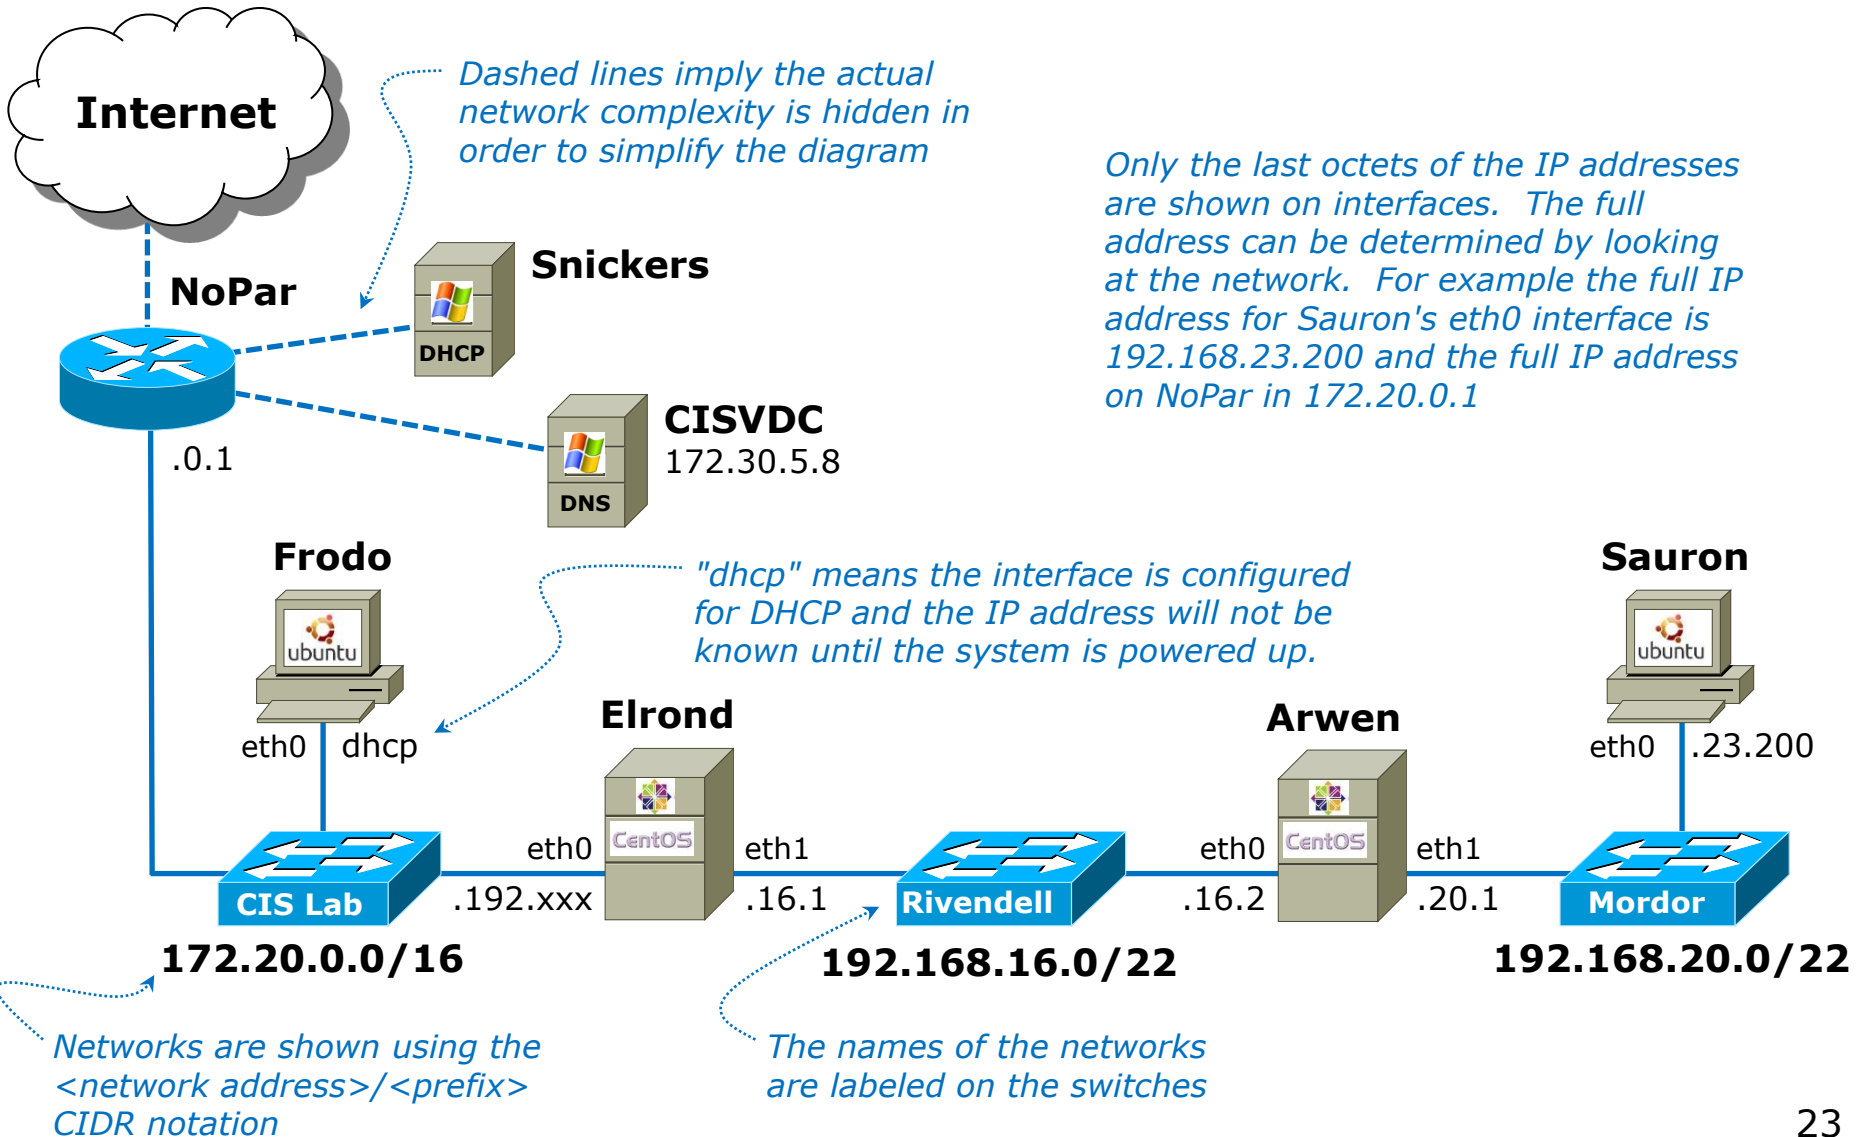 Internet
Dashed lines imply the actual
network complexity is hidden in
order to simplify the diagram
Only the last octets of the IP addresses
are shown on interfaces. The full
address can be determined by looking
at the network. For example the full IP
address for Sauron's eth0 interface is
192.168.23.200 and the full IP address
on NoPar in 172.20.0.1
NoPar
Snickers
DHCP
CISVDC
172.30.5.8
DNS
.0.1
Frodo
ubuntu
eth0 dhcp
"dhcp" means the interface is configured
for DHCP and the IP address will not be
known until the system is powered up.
Sauron
ubuntu
eth0 .23.200
Elrond
CentOS
eth0 eth1
.192.xxx .16.1
Arwen
CentOS
eth0 eth1
.16.2 .20.1
CIS Lab
Rivendell
Mordor
172.20.0.0/16
192.168.16.0/22
192.168.20.0/22
Networks are shown using the
<network address>/<prefix>
CIDR notation
The names of the networks
are labeled on the switches
23